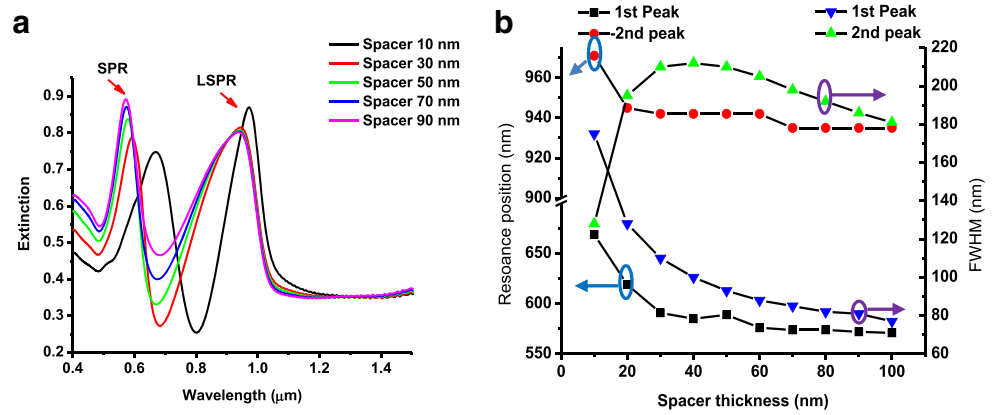 a
Spacer 10 nm
Spacer 30 nm
Spacer 50 nm
Spacer 70 nm
Spacer 90 nm
SPR
LSPR
0.9
0.8
0.7
0.6
0.5
0.4
0.3
0.2
Extinction
0.4 0.6 0.8 1.0 1.2 1.4
Wavelength (μm)
b
1st Peak
2nd peak
1st Peak
2nd peak
960
940
920
900
650
600
550
Resoance position (nm)
220
200
180
160
140
120
100
80
60
FWHM (nm)
0 20 40 60 80 100
Spacer thickness (nm)